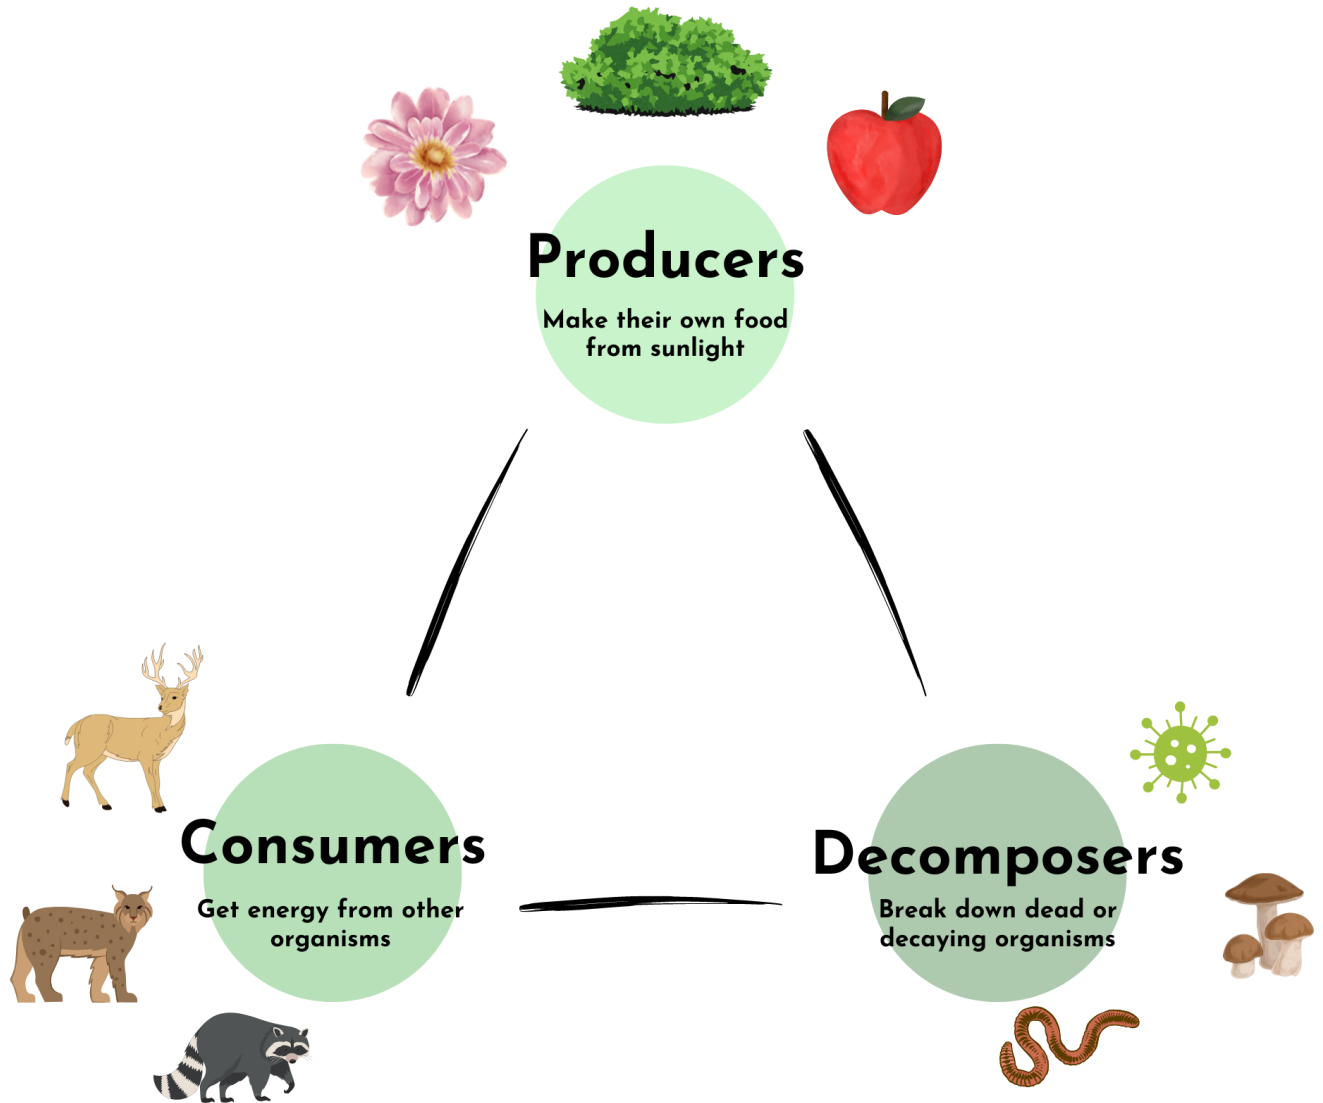 Producers
Make their own food
from sunlight
Consumers
Get energy from other
organisms
Decomposers
Break down dead or
decaying organisms